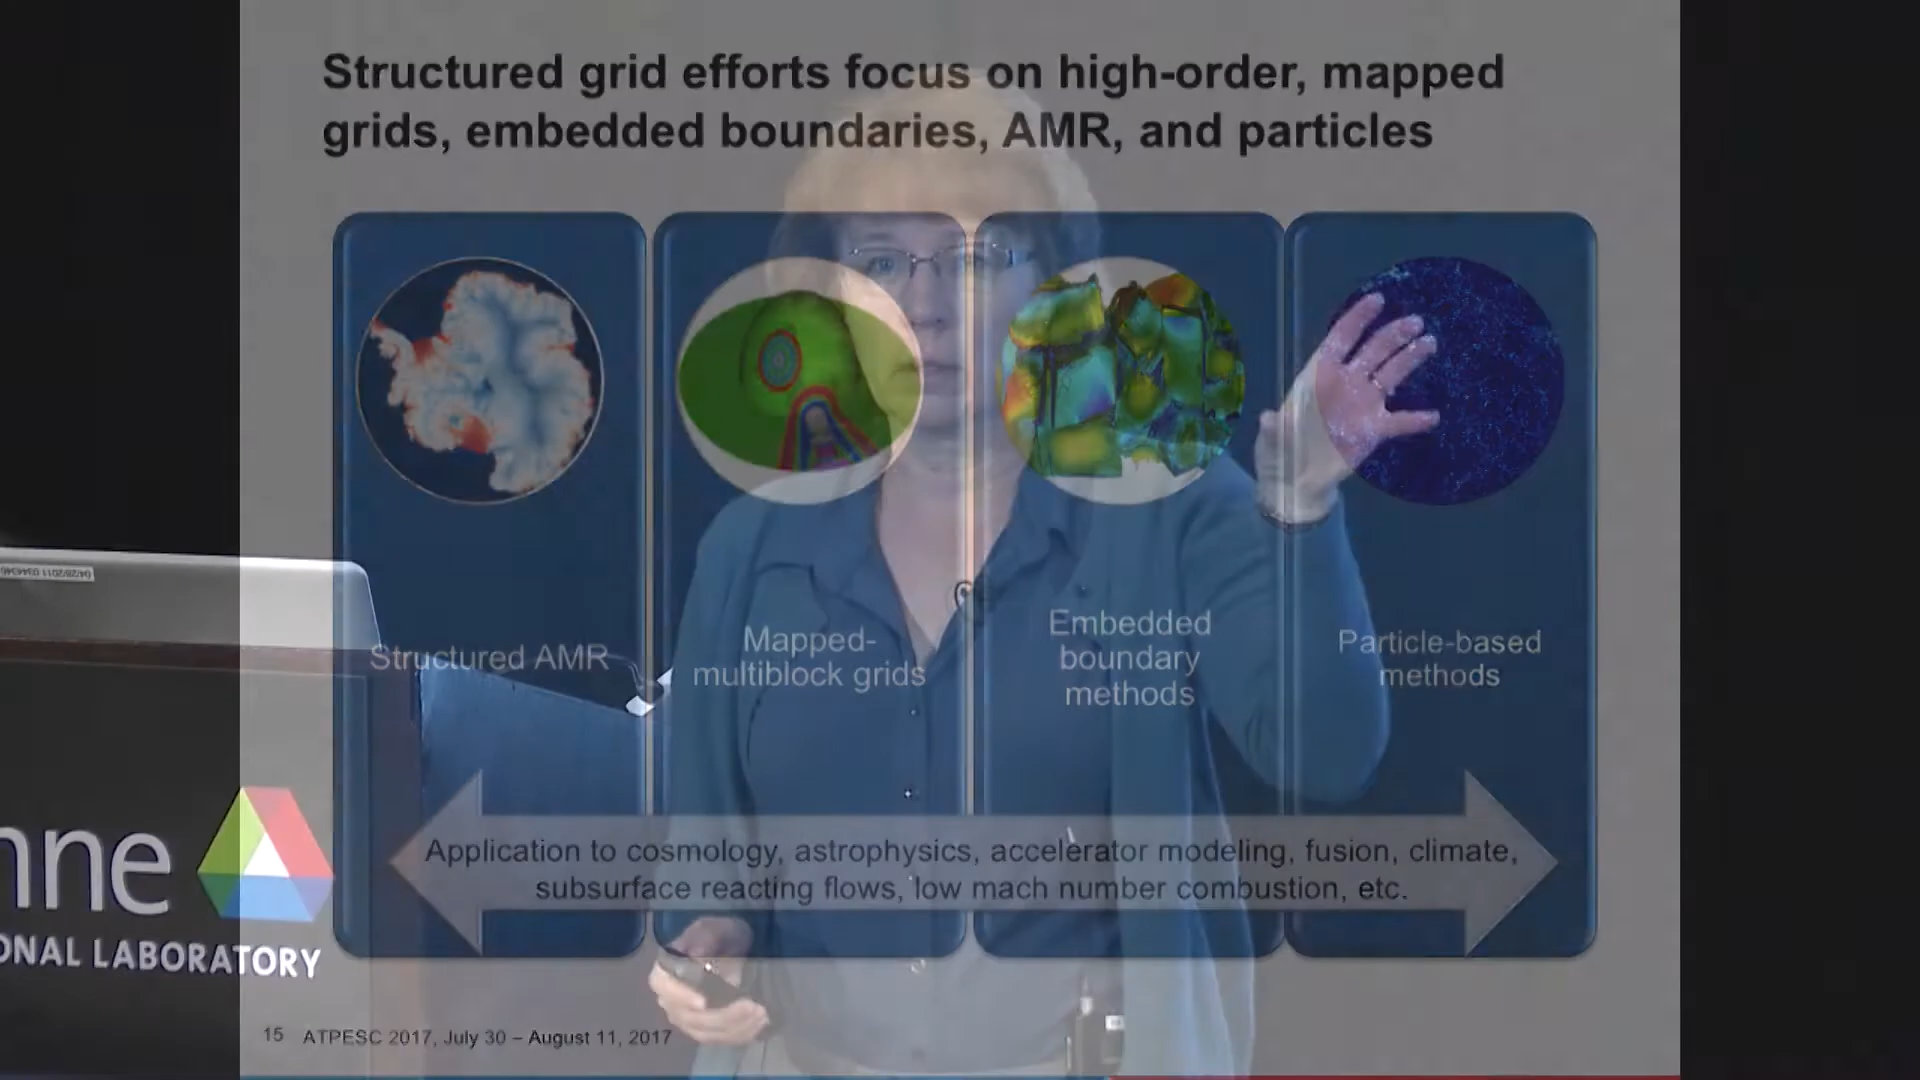 Structured grid efforts focus on high-order, mapped
grids, embedded boundaries, AMR, and particles
Structured AMR
Mapped-
multiblock grids
Embedded
boundary
methods
Particle-based
methods
Application to cosmology, astrophysics, accelerator modeling, fusion, climate,
subsurface reacting flows, low mach number combustion, etc.
nne
ONAL LABORATORY
15 ATPESC 2017, July 30 – August 11, 2017